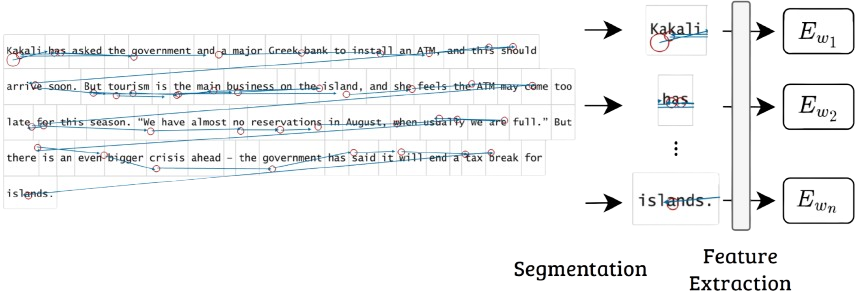 Kakali has asked the government and a major Greek bank to install an ATM, and this should
arrive soon. But tourism is the main business on the island, and she feels the ATM may come too
late for this season. "We have almost no reservations in August, when usually we are full." But
there is an even bigger crisis ahead – the government has said it will end a tax break for
islands.
Kakali
has
islands.
E_{w_1}
E_{w_2}
E_{w_n}
Segmentation
Feature
Extraction